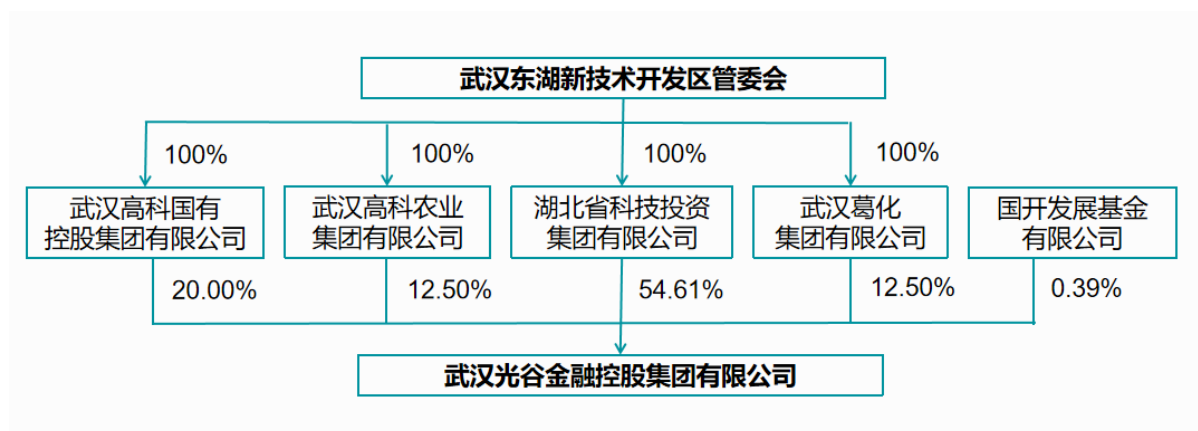 武汉东湖新技术开发区管委会
100%
100%
100%
100%
武汉高科国有
控股集团有限公司
武汉高科农业
集团有限公司
湖北省科技投资
集团有限公司
武汉葛化
集团有限公司
国开发展基金
有限公司
20.00%
12.50%
54.61%
12.50%
0.39%
武汉光谷金融控股集团有限公司